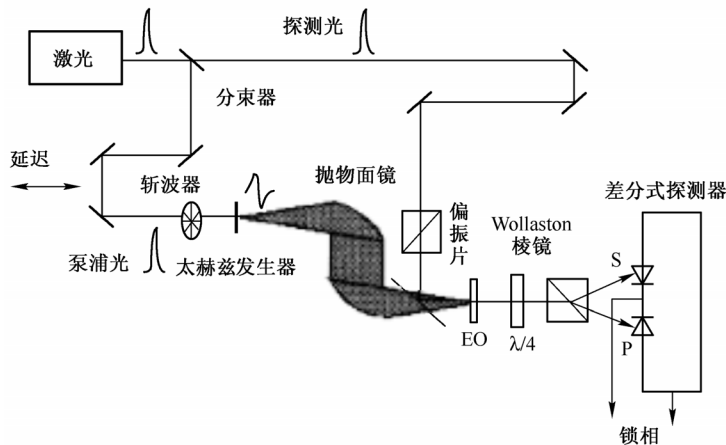 激光
探测光
分束器
延迟
斩波器
抛物面镜
泵浦光
太赫兹发生器
偏振片
Wollaston
棱镜
差分式探测器
S
P
EO
λ/4
锁相